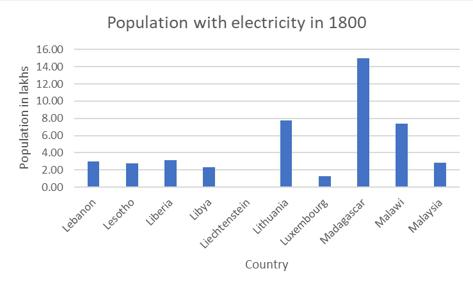 Population with electricity in 1800
Population in lakhs
16.00
14.00
12.00
10.00
8.00
6.00
4.00
2.00
0.00
Lebanon
Lesotho
Liberia
Libya
Liechtenstein
Lithuania
Luxembourg
Madagascar
Malawi
Malaysia
Country